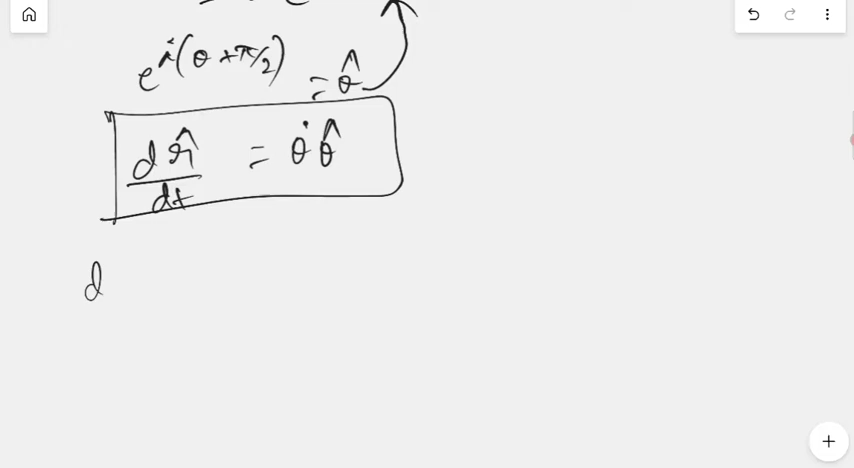 e^{i(θ+π/2)} = θ̂
dr̂/dt = θ̇ θ̂
d